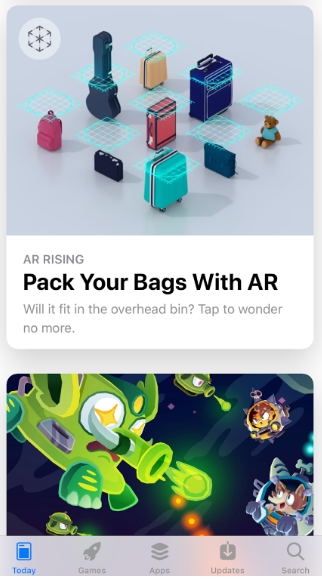 AR RISING
Pack Your Bags With AR
Will it fit in the overhead bin? Tap to wonder
no more.
Today
Games
Apps
Updates
Search